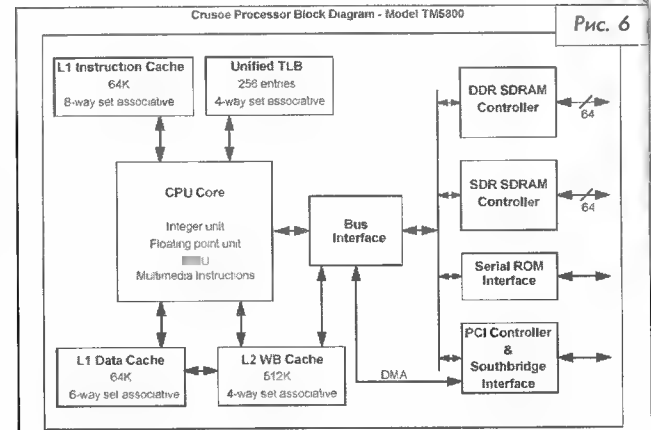 Crusoe Processor Block Diagram - Model TM5800
Рис. 6
L1 Instruction Cache
64K
8-way set associative
Unified TLB
256 entries
4-way set associative
DDR SDRAM
Controller
64
CPU Core
Integer unit
Floating point unit
Multimedia Instructions
Bus
Interface
SDR SDRAM
Controller
64
Serial ROM
Interface
L1 Data Cache
64K
6-way set associative
L2 WB Cache
512K
4-way set associative
DMA
PCI Controller
&
Southbridge
Interface